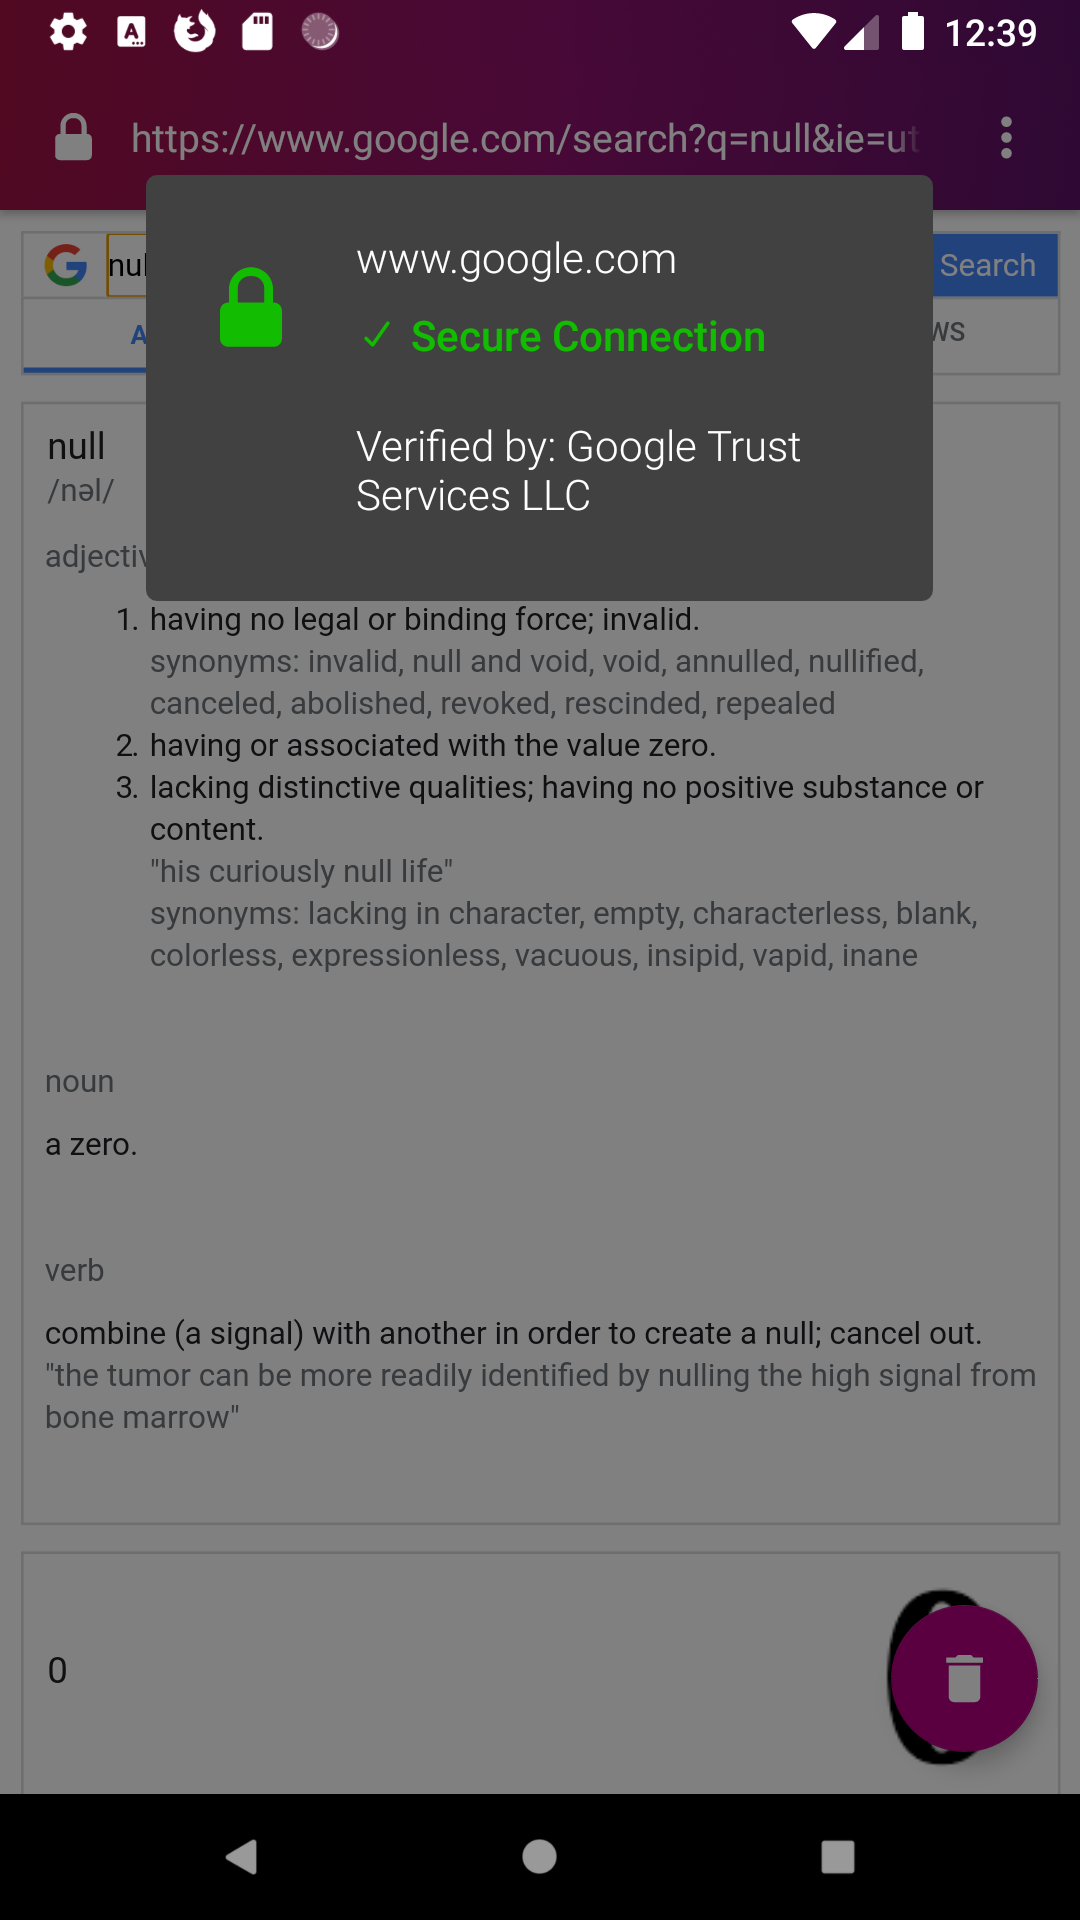 12:39
https://www.google.com/search?q=null&ie=ut
www.google.com
Secure Connection
Verified by: Google Trust
Services LLC
Search
null
/nəl/
1. having no legal or binding force; invalid.
synonyms: invalid, null and void, void, annulled, nullified,
canceled, abolished, revoked, rescinded, repealed
2. having or associated with the value zero.
3. lacking distinctive qualities; having no positive substance or
content.
"his curiously null life"
synonyms: lacking in character, empty, characterless, blank,
colorless, expressionless, vacuous, insipid, vapid, inane
noun
a zero.
verb
combine (a signal) with another in order to create a null; cancel out.
"the tumor can be more readily identified by nulling the high signal from
bone marrow"
0